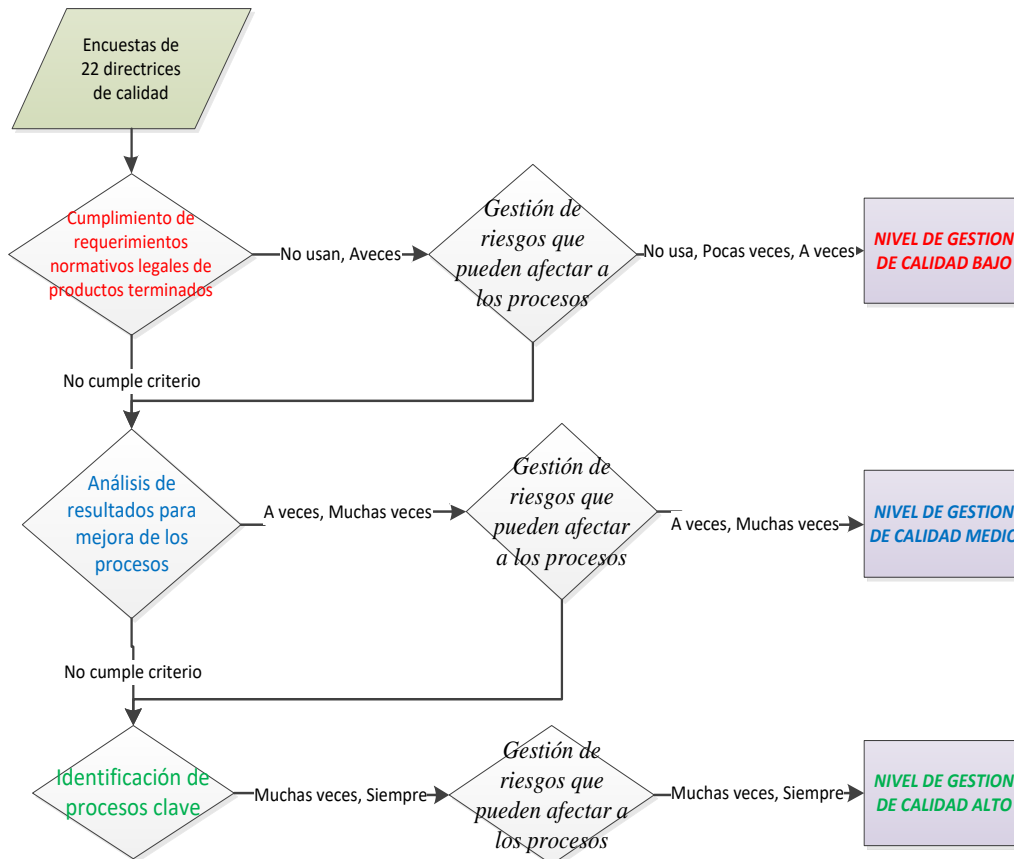 Encuestas de
22 directrices
de calidad
Cumplimiento de
requerimientos
normativos legales de
productos terminados
No usan, Aveces
Gestión de
riesgos que
pueden afectar a
los procesos
No usa, Pocas veces, A veces
NIVEL DE GESTION
DE CALIDAD BAJO
No cumple criterio
Análisis de
resultados para
mejora de los
procesos
A veces, Muchas veces
Gestión de
riesgos que
pueden afectar
a los procesos
A veces, Muchas veces
NIVEL DE GESTION
DE CALIDAD MEDIO
No cumple criterio
Identificación de
procesos clave
Muchas veces, Siempre
Gestión de
riesgos que
pueden afectar a
los procesos
Muchas veces, Siempre
NIVEL DE GESTION
DE CALIDAD ALTO